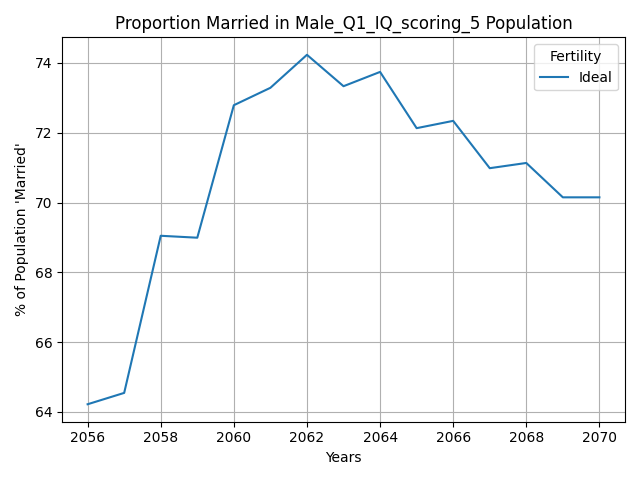 Proportion Married in Male_Q1_IQ_scoring_5 Population
Fertility
Ideal
% of Population 'Married'
74
72
70
68
66
64
2056 2058 2060 2062 2064 2066 2068 2070
Years